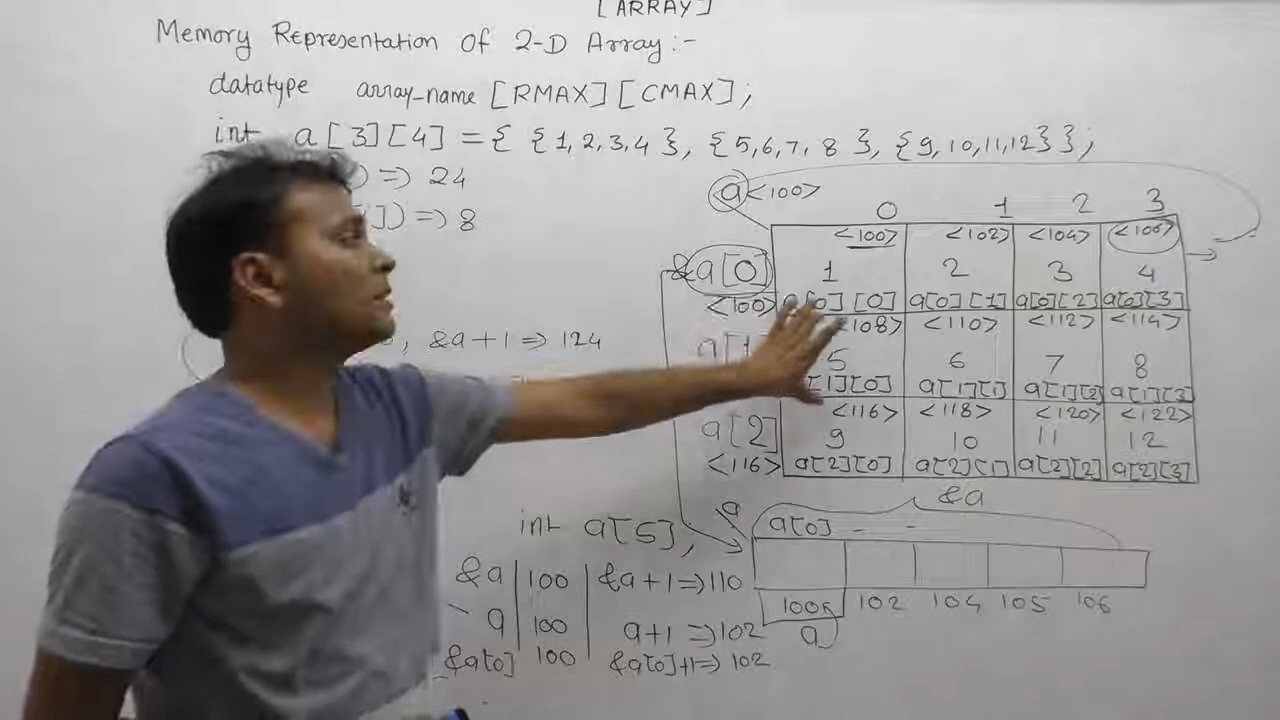 [ARRAY]
Memory Representation Of 2-D Array:-
datatype array-name [RMAX][CMAX];
int a[3][4] = { {1,2,3,4}, {5,6,7,8}, {9,10,11,12}};
) => 24
]) => 8
, &a+1 => 124
a <100>
0 1 2 3
<100> <102> <104> <106>
&a[0] 1 2 3 4
<100> a[0][0] a[0][1] a[0][2] a[0][3]
<108> <110> <112> <114>
a[1 5 6 7 8
[1][0] a[1][1] a[1][2] a[1][3]
<116> <118> <120> <122>
a[2] 9 10 11 12
<116> a[2][0] a[2][1] a[2][2] a[2][3]
&a
int a[5],
a
a[0] - -
&a 100 &a+1 => 110
a 100 a+1 => 102
&a[0] 100 &a[0]+1 => 102
100 102 104 105 106
a